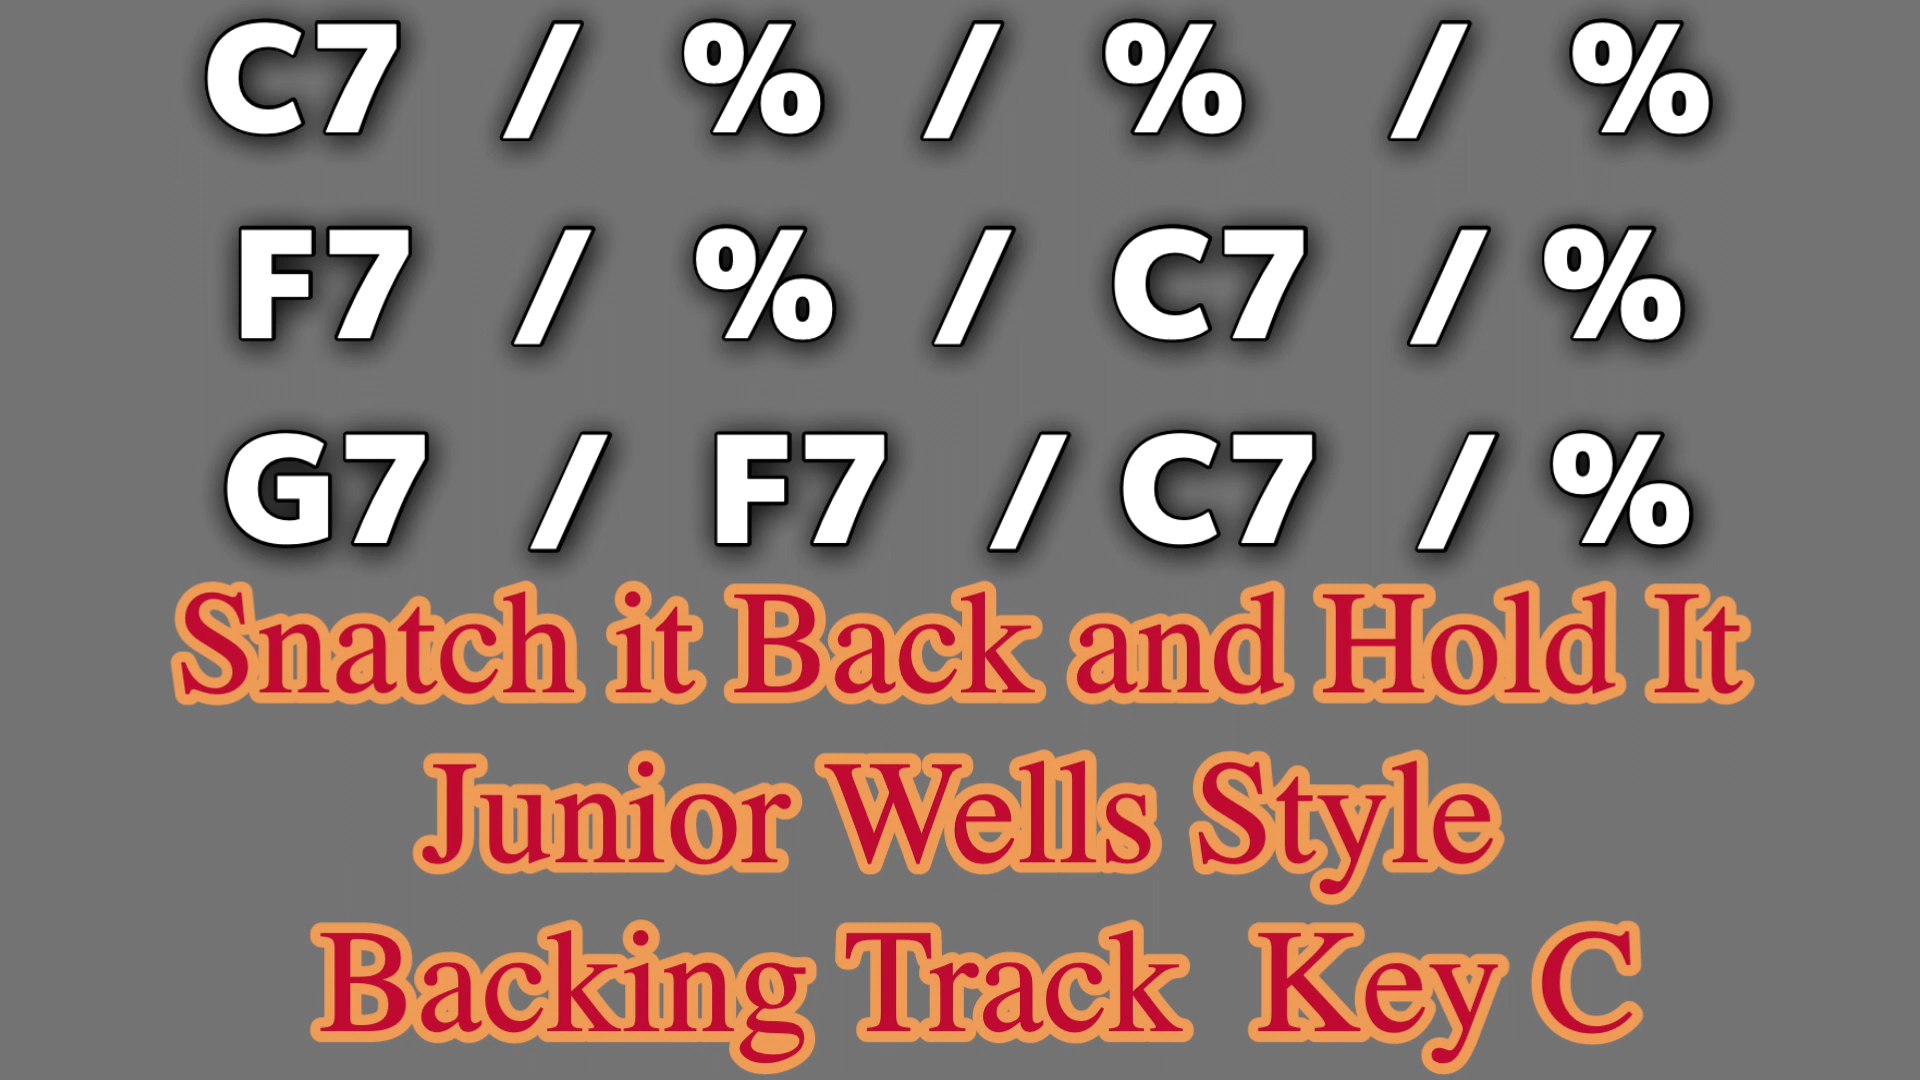 C7 / % / % / %
F7 / % / C7 / %
G7 / F7 / C7 / %
Snatch it Back and Hold It
Junior Wells Style
Backing Track Key C